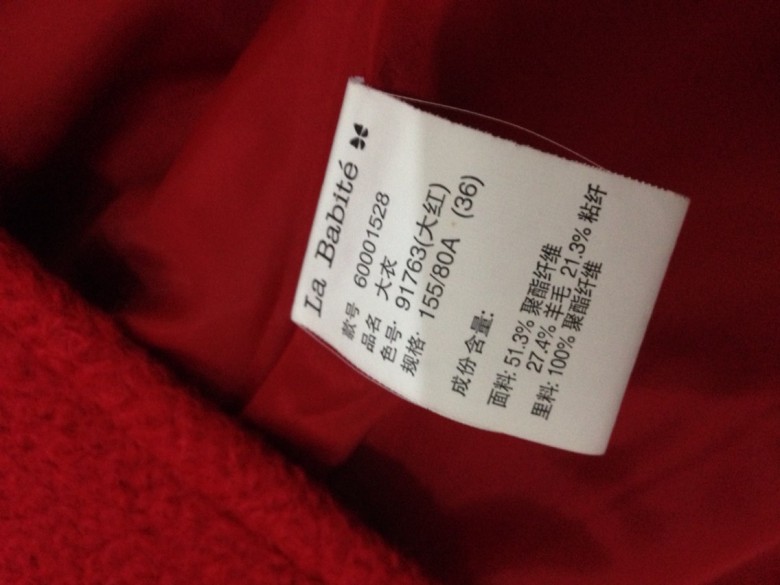 La Babité
款号 60001528
品名 大衣
色号: 91763(大红)
规格: 155/80A (36)
成份含量:
面料: 51.3% 聚酯纤维
27.4% 羊毛 21.3% 粘纤
里料: 100% 聚酯纤维